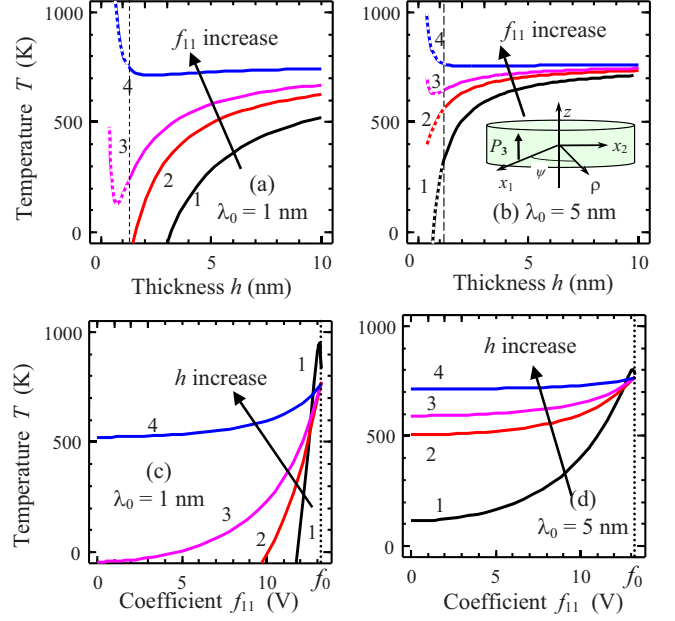 1000
500
0
Temperature T (K)
f11 increase
4
3
2
1
(a)
λ0 = 1 nm
0
5
10
Thickness h (nm)
1000
500
0
4
3
2
1
f11 increase
z
P3
x2
x1
ψ
ρ
(b) λ0 = 5 nm
0
5
10
Thickness h (nm)
1000
500
0
Temperature T (K)
h increase
1
4
(c)
λ0 = 1 nm
3
2
1
0
5
10
f0
Coefficient f11 (V)
1000
500
0
h increase
4
3
2
1
(d)
λ0 = 5 nm
0
5
10
f0
Coefficient f11 (V)